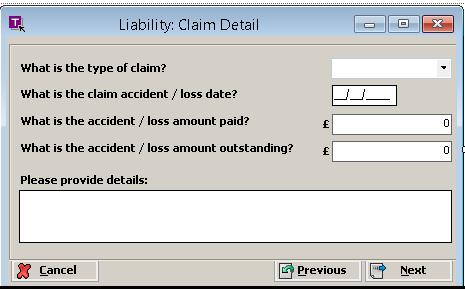 Liability: Claim Detail
What is the type of claim?
What is the claim accident / loss date? __/__/____
What is the accident / loss amount paid? £ 0
What is the accident / loss amount outstanding? £ 0
Please provide details:
Cancel Previous Next